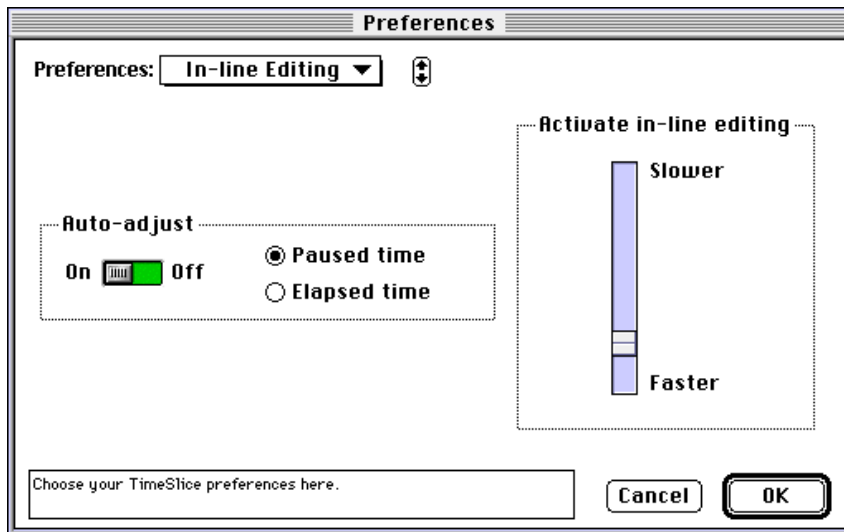 Preferences
Preferences: In-line Editing
Activate in-line editing
Slower
Auto-adjust
On Off
Paused time
Elapsed time
Faster
Choose your TimeSlice preferences here.
Cancel OK